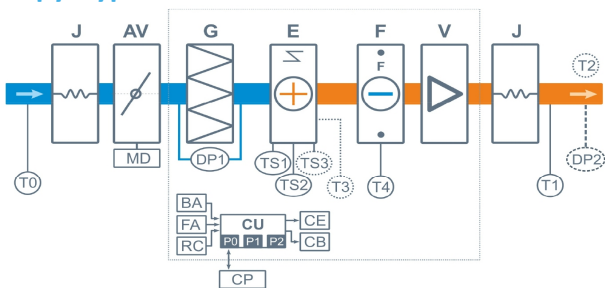 J AV G E F V J
F
T2
MD
DP1
TS1 TS3
TS2
T3
T0
T4
T1
DP2
BA
FA
RC
CU
P0 P1 P2
CE
CB
CP